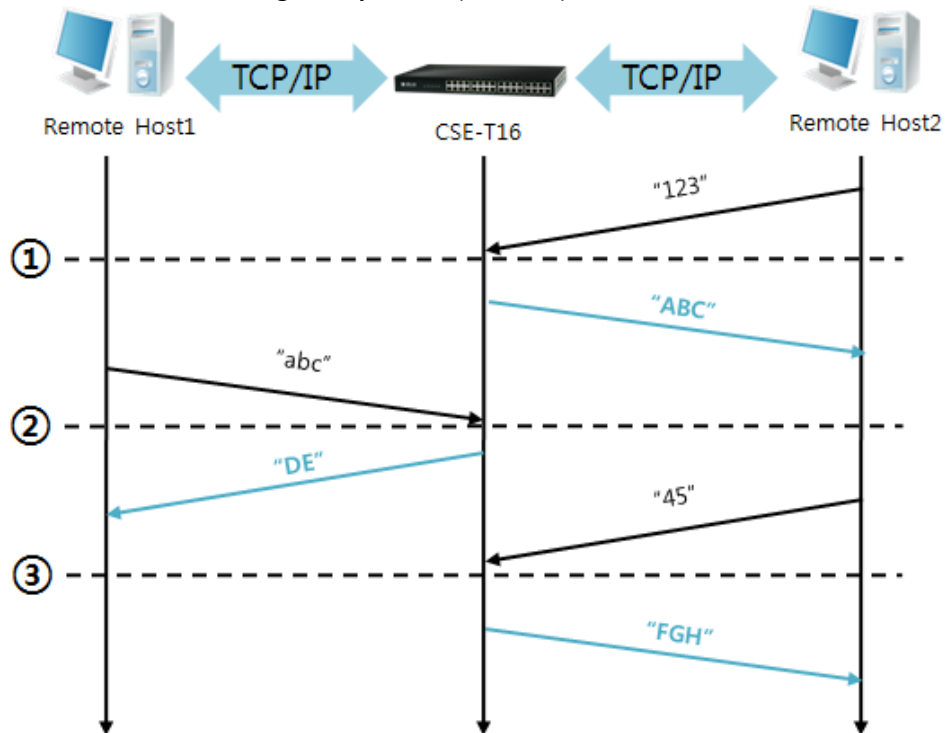 TCP/IP
TCP/IP
Remote Host1
CSE-T16
Remote Host2
"123"
①
"ABC"
"abc"
②
"DE"
"45"
③
"FGH"